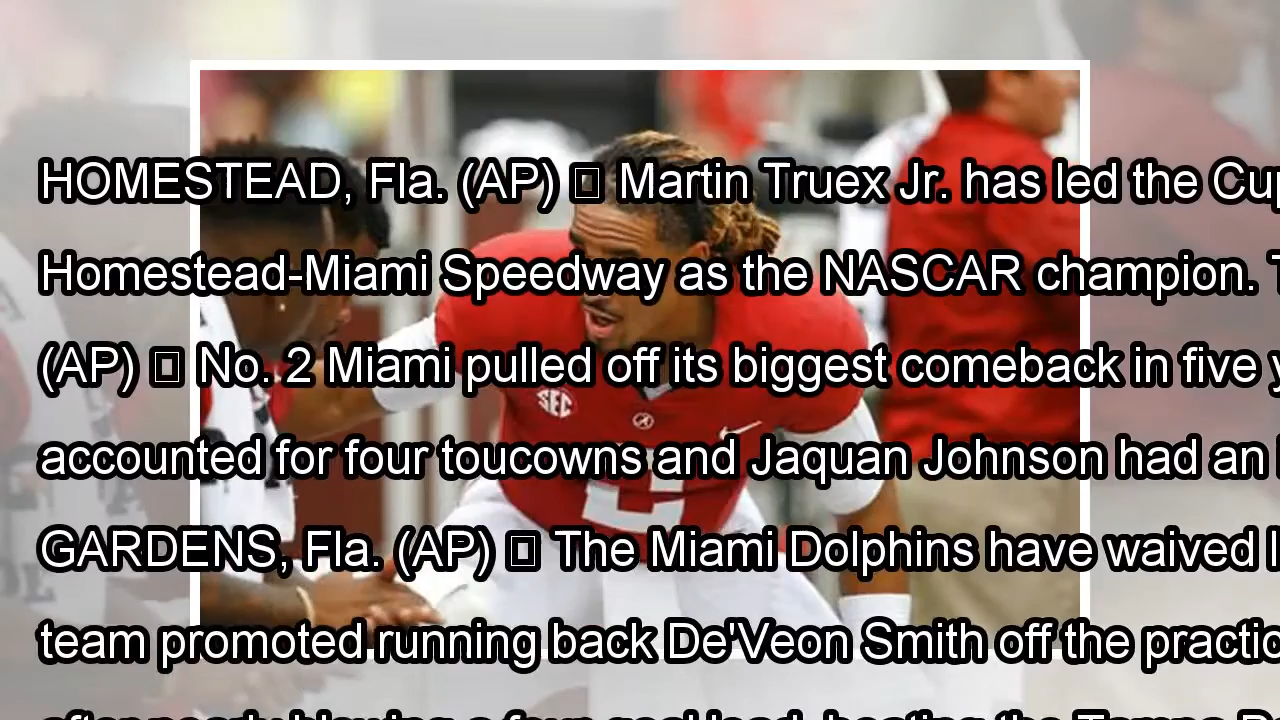 HOMESTEAD, Fla. (AP) □ Martin Truex Jr. has led the Cup
Homestead-Miami Speedway as the NASCAR champion.
(AP) □ No. 2 Miami pulled off its biggest comeback in five
accounted for four toucowns and Jaquan Johnson had an
SEC
GARDENS, Fla. (AP) □ The Miami Dolphins have waived
team promoted running back De'Veon Smith off the